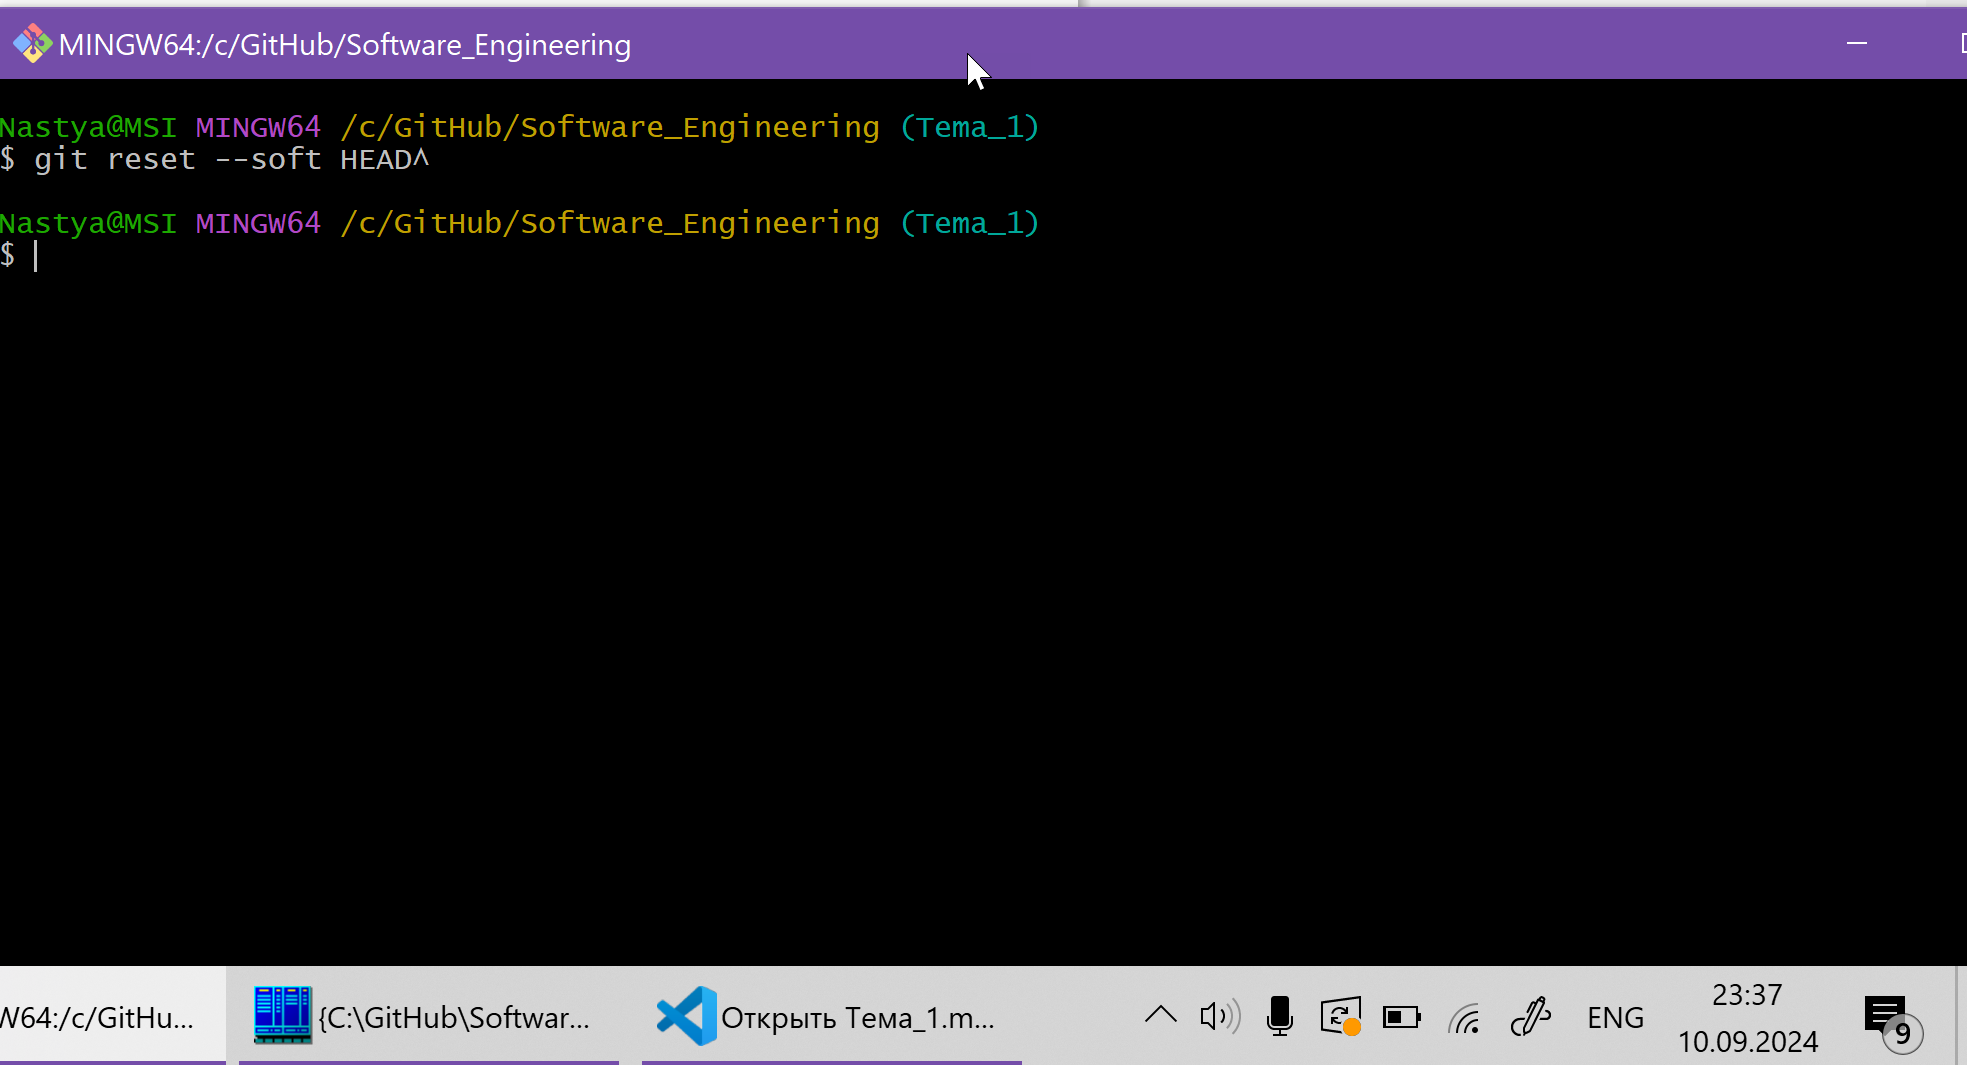 MINGW64:/c/GitHub/Software_Engineering
Nastya@MSI MINGW64 /c/GitHub/Software_Engineering (Tema_1)
$ git reset --soft HEAD^
Nastya@MSI MINGW64 /c/GitHub/Software_Engineering (Tema_1)
$
W64:/c/GitHu...
{C:\GitHub\Softwar...
Открыть Тема_1.m...
ENG
23:37
10.09.2024
9